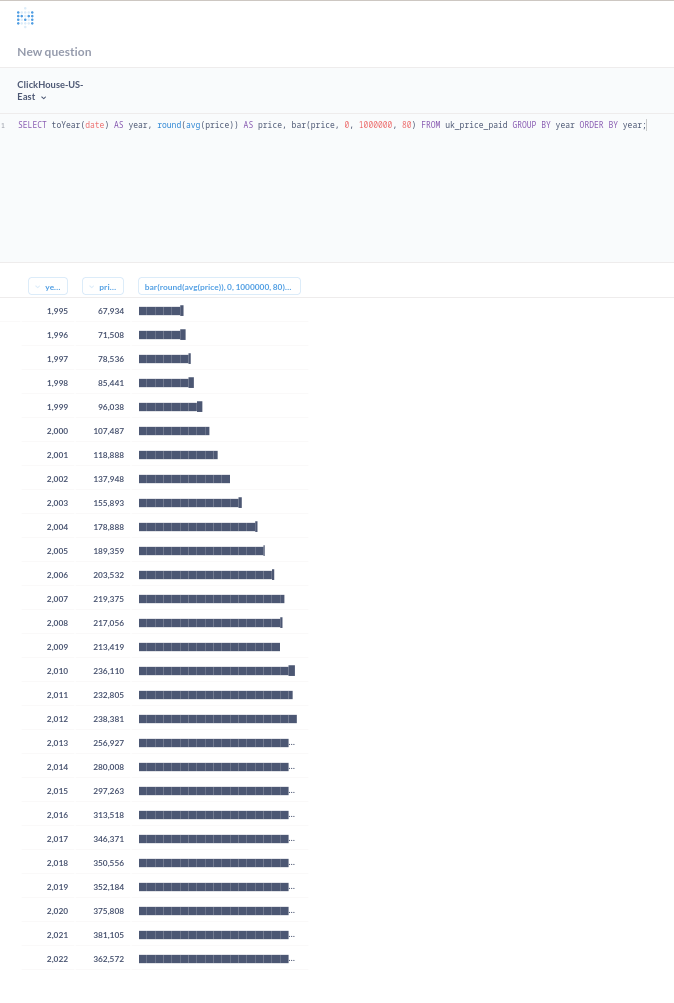 New question
ClickHouse-US-
East
1 SELECT toYear(date) AS year, round(avg(price)) AS price, bar(price, 0, 1000000, 80) FROM uk_price_paid GROUP BY year ORDER BY year;
ye... pri... bar(round(avg(price)), 0, 1000000, 80)...
1,995 67,934
1,996 71,508
1,997 78,536
1,998 85,441
1,999 96,038
2,000 107,487
2,001 118,888
2,002 137,948
2,003 155,893
2,004 178,888
2,005 189,359
2,006 203,532
2,007 219,375
2,008 217,056
2,009 213,419
2,010 236,110
2,011 232,805
2,012 238,381
2,013 256,927 ...
2,014 280,008 ...
2,015 297,263 ...
2,016 313,518 ...
2,017 346,371 ...
2,018 350,556 ...
2,019 352,184 ...
2,020 375,808 ...
2,021 381,105 ...
2,022 362,572 ...